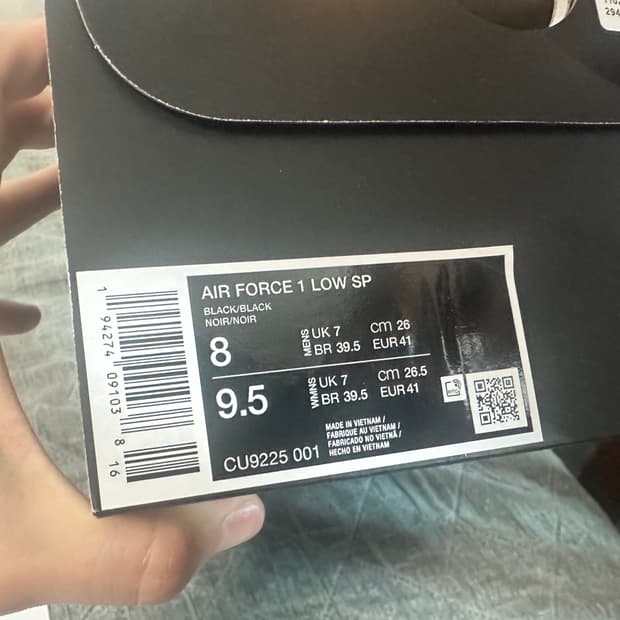 294
AIR FORCE 1 LOW SP
BLACK/BLACK
NOIR/NOIR
8
MENS
UK 7 CM 26
BR 39.5 EUR 41
9.5
WMNS
UK 7 CM 26.5
BR 39.5 EUR 41
MADE IN VIETNAM /
FABRIQUE AU VIETNAM /
FABRICADO NO VIETNÃ /
HECHO EN VIETNAM
CU9225 001
1 94274 09103 8 16